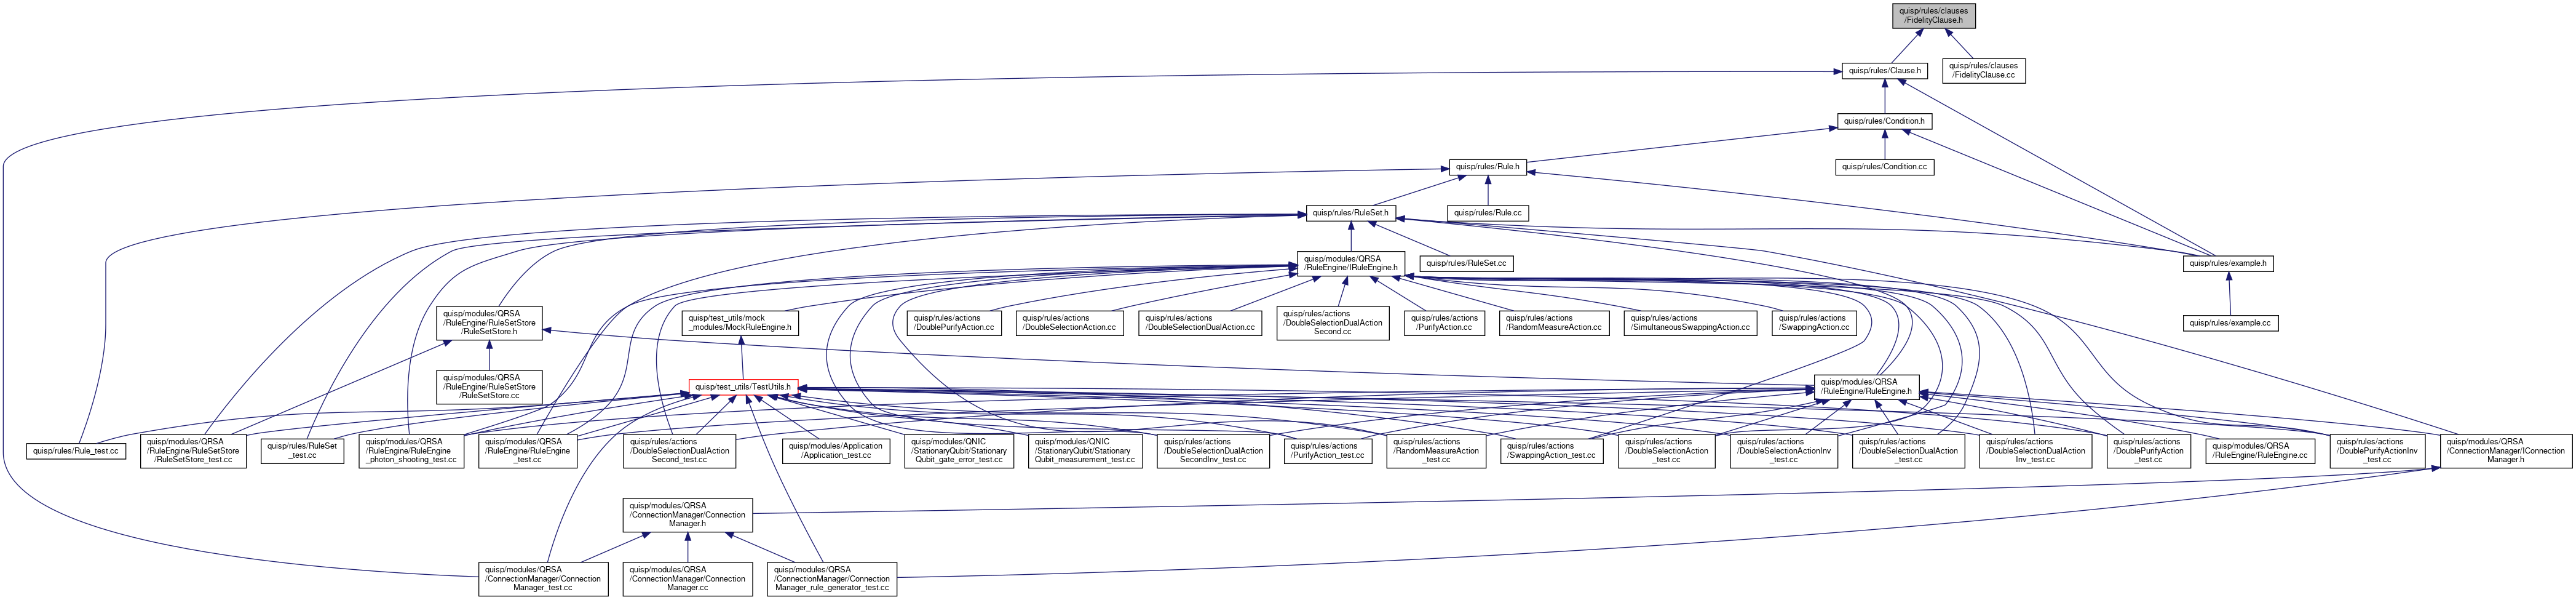 quisp/rules/clauses
/FidelityClause.h
quisp/rules/Clause.h
quisp/rules/clauses
/FidelityClause.cc
quisp/rules/Condition.h
quisp/rules/Rule.h
quisp/rules/Condition.cc
quisp/rules/RuleSet.h
quisp/rules/Rule.cc
quisp/modules/QRSA
/RuleEngine/IRuleEngine.h
quisp/rules/RuleSet.cc
quisp/rules/example.h
quisp/modules/QRSA
/RuleEngine/RuleSetStore
/RuleSetStore.h
quisp/test_utils/mock
_modules/MockRuleEngine.h
quisp/rules/actions
/DoublePurifyAction.cc
quisp/rules/actions
/DoubleSelectionAction.cc
quisp/rules/actions
/DoubleSelectionDualAction.cc
quisp/rules/actions
/DoubleSelectionDualAction
Second.cc
quisp/rules/actions
/PurifyAction.cc
quisp/rules/actions
/RandomMeasureAction.cc
quisp/rules/actions
/SimultaneousSwappingAction.cc
quisp/rules/actions
/SwappingAction.cc
quisp/rules/example.cc
quisp/modules/QRSA
/RuleEngine/RuleSetStore
/RuleSetStore.cc
quisp/test_utils/TestUtils.h
quisp/modules/QRSA
/RuleEngine/RuleEngine.h
quisp/rules/Rule_test.cc
quisp/modules/QRSA
/RuleEngine/RuleSetStore
/RuleSetStore_test.cc
quisp/rules/RuleSet
_test.cc
quisp/modules/QRSA
/RuleEngine/RuleEngine
_photon_shooting_test.cc
quisp/modules/QRSA
/RuleEngine/RuleEngine
_test.cc
quisp/rules/actions
/DoubleSelectionDualAction
Second_test.cc
quisp/modules/Application
/Application_test.cc
quisp/modules/QNIC
/StationaryQubit/Stationary
Qubit_gate_error_test.cc
quisp/modules/QNIC
/StationaryQubit/Stationary
Qubit_measurement_test.cc
quisp/rules/actions
/DoubleSelectionDualAction
SecondInv_test.cc
quisp/rules/actions
/PurifyAction_test.cc
quisp/rules/actions
/RandomMeasureAction
_test.cc
quisp/rules/actions
/SwappingAction_test.cc
quisp/rules/actions
/DoubleSelectionAction
_test.cc
quisp/rules/actions
/DoubleSelectionActionInv
_test.cc
quisp/rules/actions
/DoubleSelectionDualAction
_test.cc
quisp/rules/actions
/DoubleSelectionDualAction
Inv_test.cc
quisp/rules/actions
/DoublePurifyAction
_test.cc
quisp/modules/QRSA
/RuleEngine/RuleEngine.cc
quisp/rules/actions
/DoublePurifyActionInv
_test.cc
quisp/modules/QRSA
/ConnectionManager/IConnection
Manager.h
quisp/modules/QRSA
/ConnectionManager/Connection
Manager.h
quisp/modules/QRSA
/ConnectionManager/Connection
Manager_test.cc
quisp/modules/QRSA
/ConnectionManager/Connection
Manager.cc
quisp/modules/QRSA
/ConnectionManager/Connection
Manager_rule_generator_test.cc